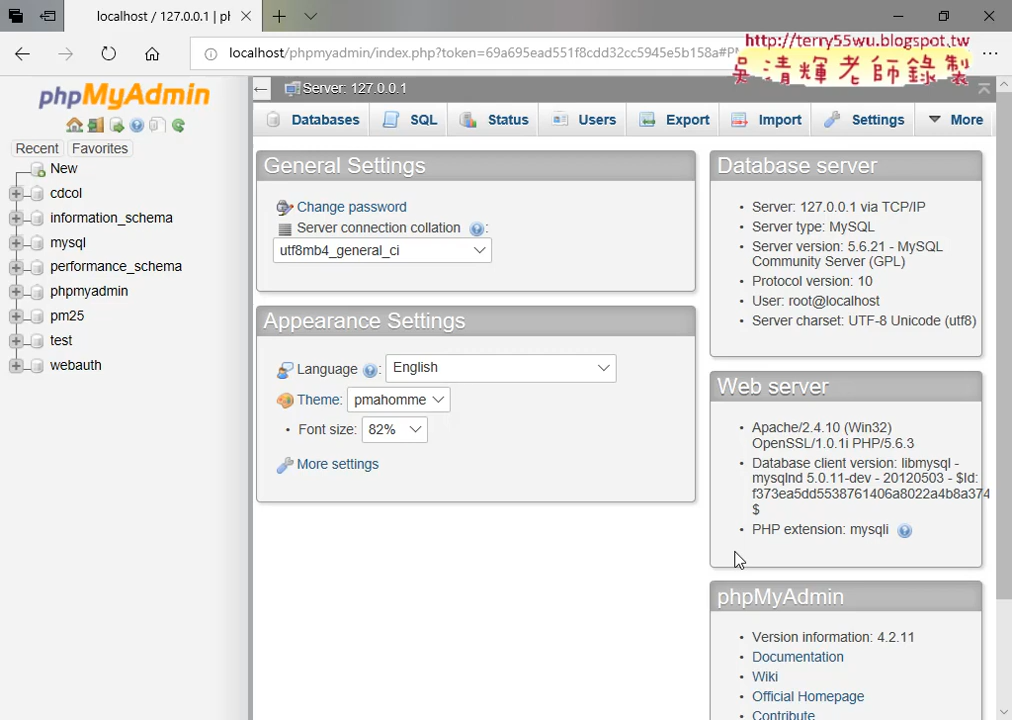 localhost / 127.0.0.1 | pl
localhost/phpmyadmin/index.php?token=69a695ead551f8cdd32cc5945e5b158a#PM
http://terry55wu.blogspot.tw
吳清輝老師錄製
phpMyAdmin
Recent Favorites
New
cdcol
information_schema
mysql
performance_schema
phpmyadmin
pm25
test
webauth
Server: 127.0.0.1
Databases SQL Status Users Export Import Settings More
General Settings
Change password
Server connection collation :
utf8mb4_general_ci
Appearance Settings
Language : English
Theme: pmahomme
• Font size: 82%
More settings
Database server
• Server: 127.0.0.1 via TCP/IP
• Server type: MySQL
• Server version: 5.6.21 - MySQL
Community Server (GPL)
• Protocol version: 10
• User: root@localhost
• Server charset: UTF-8 Unicode (utf8)
Web server
• Apache/2.4.10 (Win32)
OpenSSL/1.0.1i PHP/5.6.3
• Database client version: libmysql -
mysqlnd 5.0.11-dev - 20120503 - $Id:
f373ea5dd5538761406a8022a4b8a374
$
• PHP extension: mysqli
phpMyAdmin
• Version information: 4.2.11
• Documentation
• Wiki
• Official Homepage
• Contribute